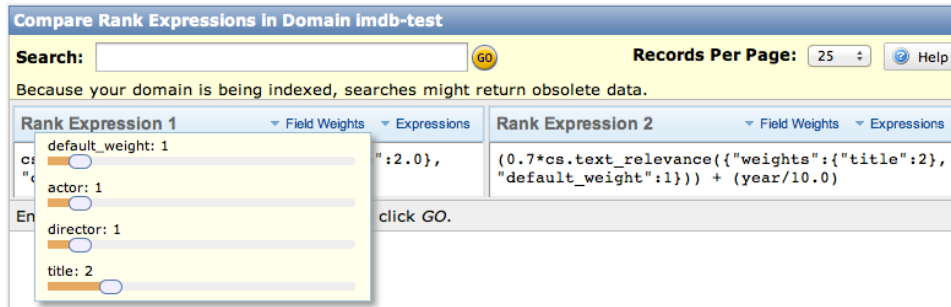 Compare Rank Expressions in Domain imdb-test
Search: GO Records Per Page: 25 Help
Because your domain is being indexed, searches might return obsolete data.
Rank Expression 1 Field Weights Expressions Rank Expression 2 Field Weights Expressions
default_weight: 1
cs ":2.0}, (0.7*cs.text_relevance({"weights":{"title":2},
"default_weight":1})) + (year/10.0)
actor: 1
En click GO.
director: 1
title: 2